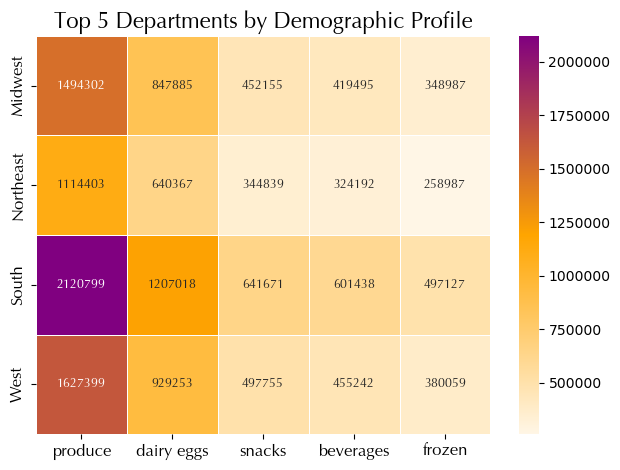 Top 5 Departments by Demographic Profile
Midwest 1494302 847885 452155 419495 348987
Northeast 1114403 640367 344839 324192 258987
South 2120799 1207018 641671 601438 497127
West 1627399 929253 497755 455242 380059
produce dairy eggs snacks beverages frozen
2000000
1750000
1500000
1250000
1000000
750000
500000